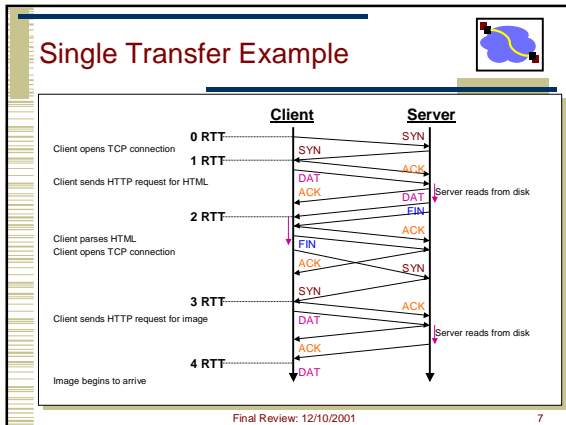 Single Transfer Example
Client
Server
0 RTT
SYN
Client opens TCP connection
SYN
1 RTT
ACK
DAT
Client sends HTTP request for HTML
ACK
Server reads from disk
DAT
2 RTT
FIN
ACK
Client parses HTML
FIN
Client opens TCP connection
ACK
SYN
3 RTT
SYN
ACK
Client sends HTTP request for image
DAT
Server reads from disk
ACK
4 RTT
DAT
Image begins to arrive
Final Review: 12/10/2001
7